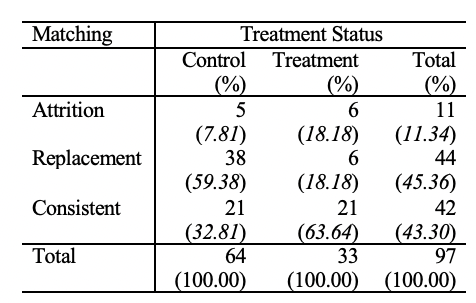 Matching Treatment Status
Control Treatment Total
(%) (%) (%)
Attrition 5 6 11
(7.81) (18.18) (11.34)
Replacement 38 6 44
(59.38) (18.18) (45.36)
Consistent 21 21 42
(32.81) (63.64) (43.30)
Total 64 33 97
(100.00) (100.00) (100.00)